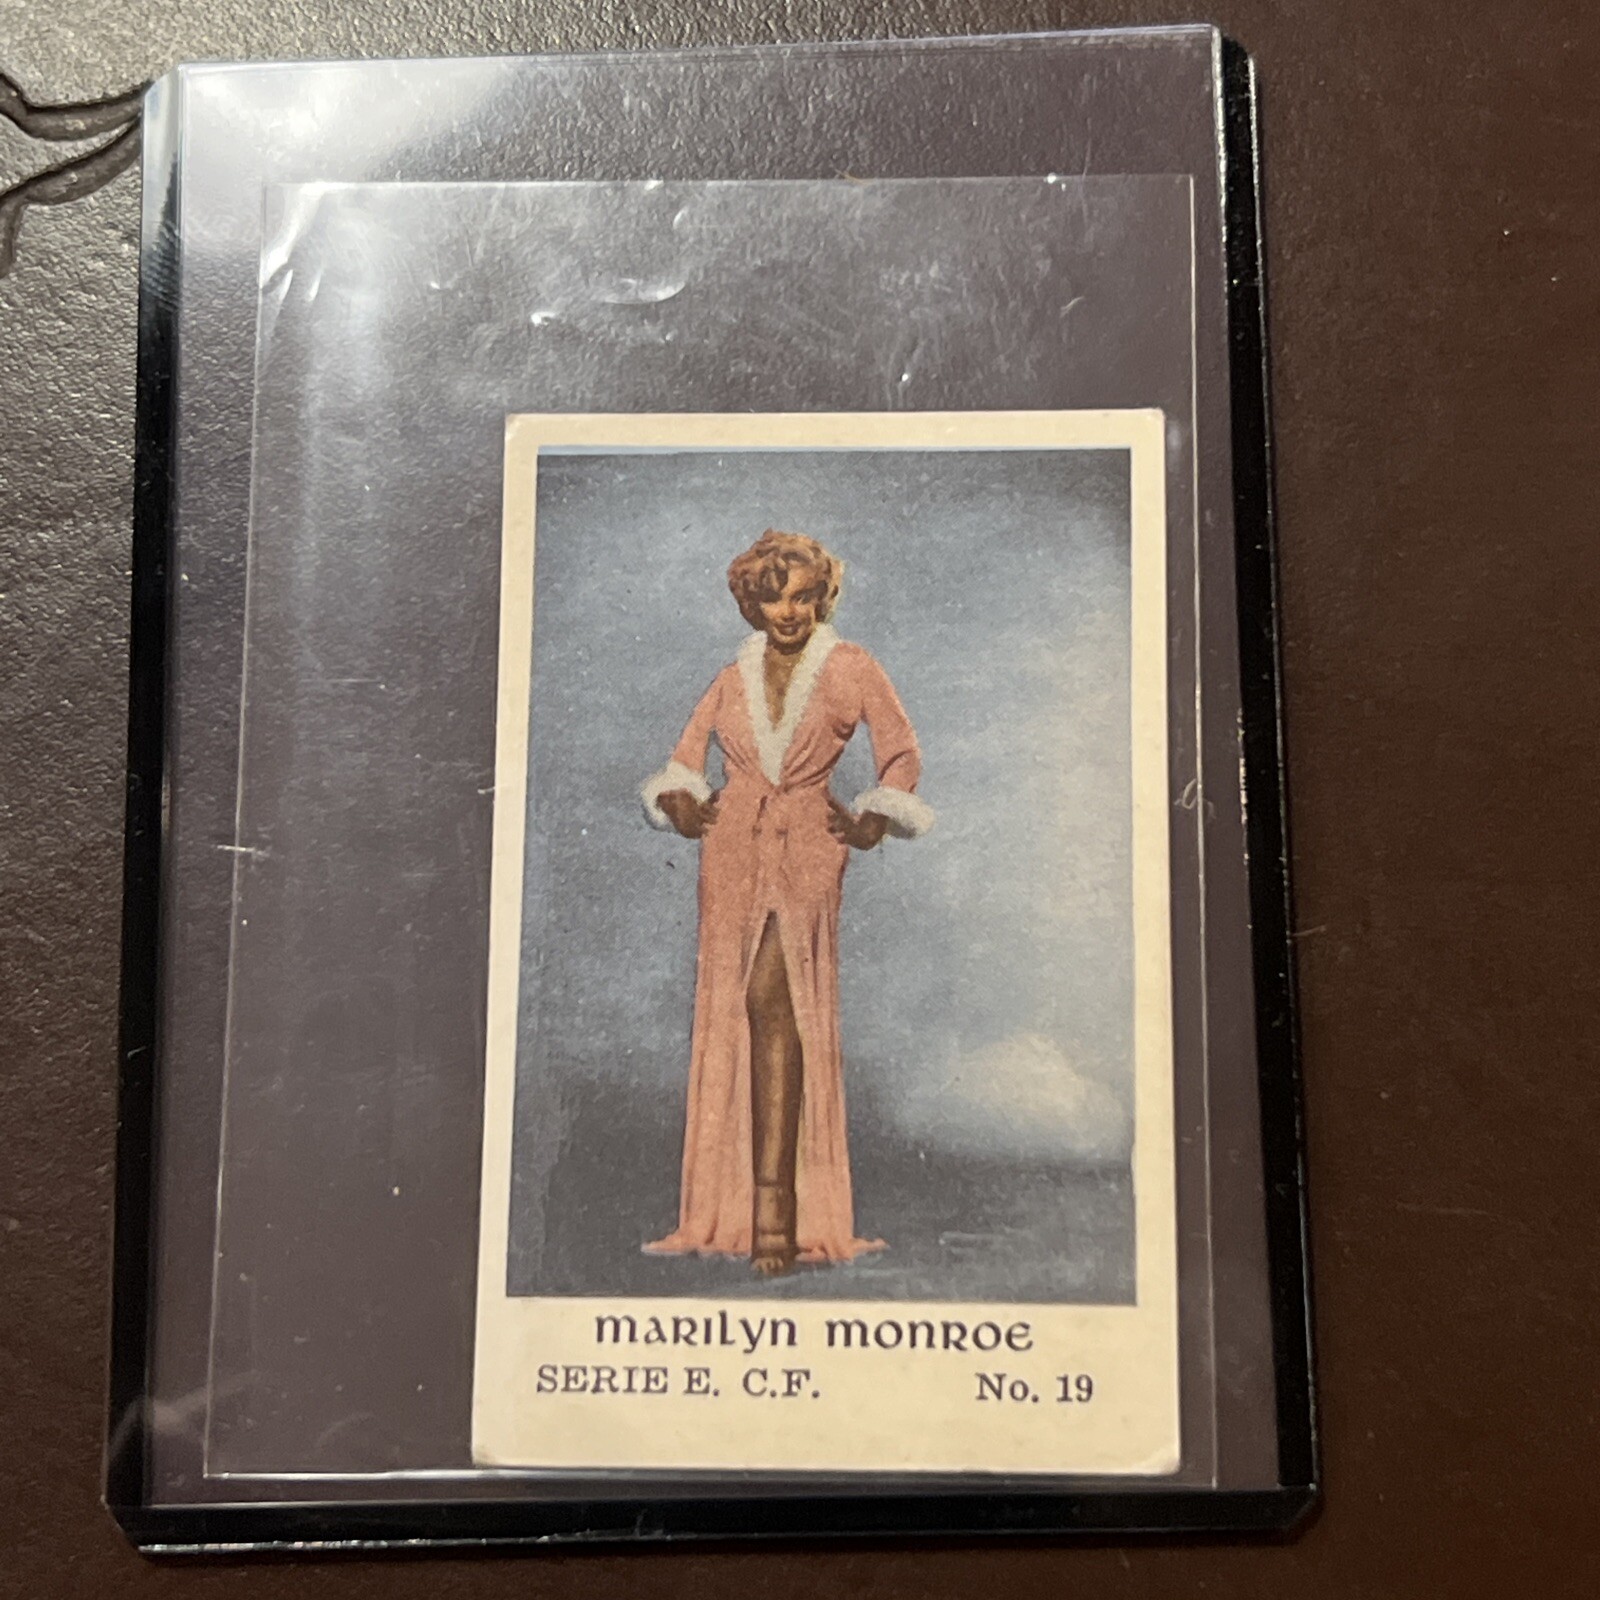 maRILyn monROe
SERIE E. C.F. No. 19